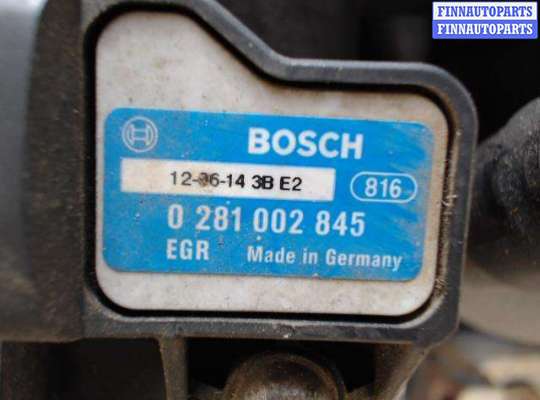 FINNAUTOPARTS
FINNAUTOPARTS
BOSCH
12-06-14 3B E2
816
0 281 002 845
EGR Made in Germany